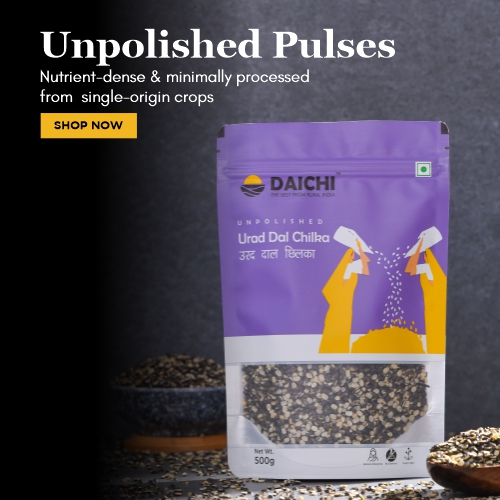 Unpolished Pulses
Nutrient-dense & minimally processed
from single-origin crops
SHOP NOW
DAICHI
UNPOLISHED
Urad Dal Chilka
उरद दाल छिलका
Net Wt.
500g